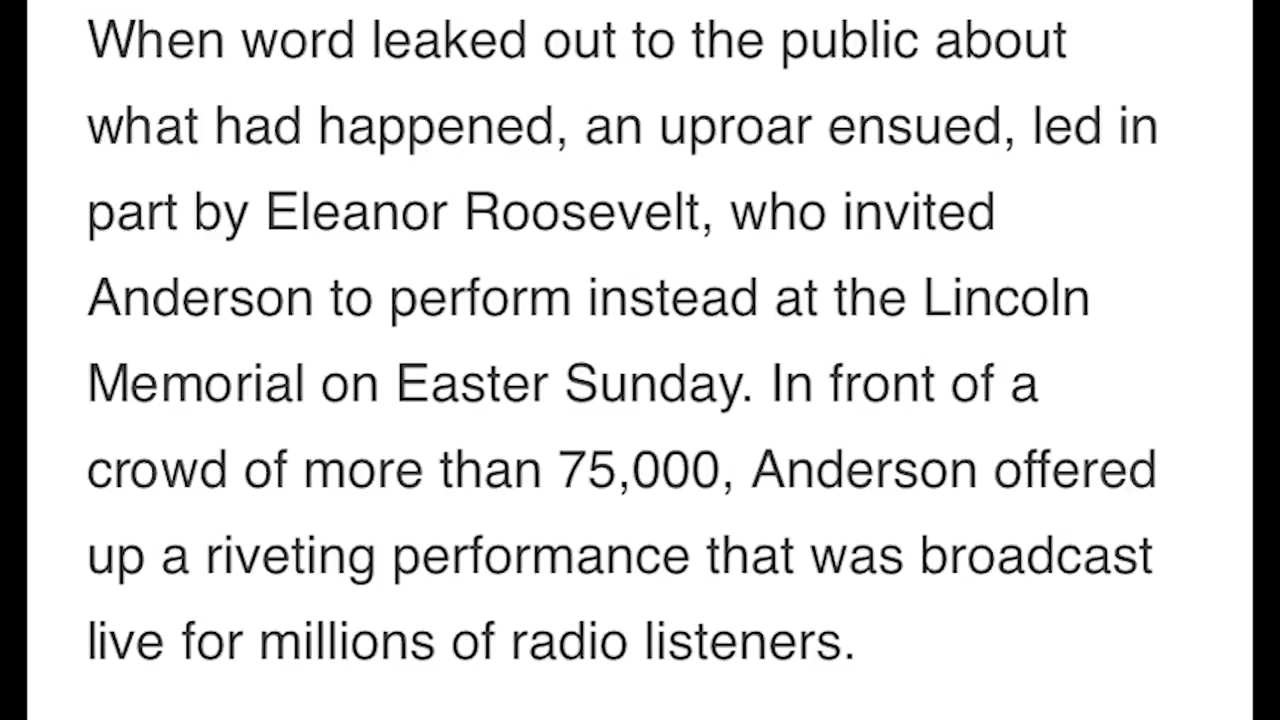 When word leaked out to the public about
what had happened, an uproar ensued, led in
part by Eleanor Roosevelt, who invited
Anderson to perform instead at the Lincoln
Memorial on Easter Sunday. In front of a
crowd of more than 75,000, Anderson offered
up a riveting performance that was broadcast
live for millions of radio listeners.